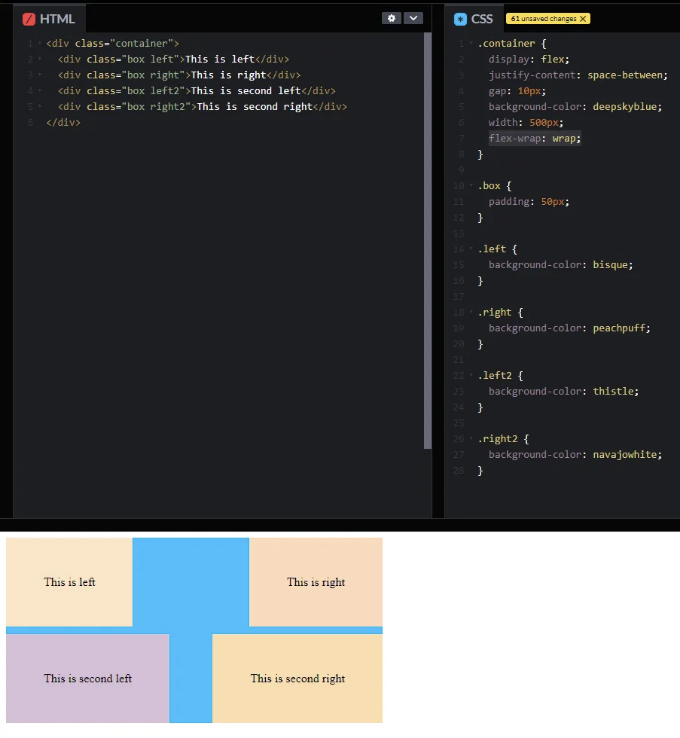 HTML
1 <div class="container">
2 <div class="box left">This is left</div>
3 <div class="box right">This is right</div>
4 <div class="box left2">This is second left</div>
5 <div class="box right2">This is second right</div>
6 </div>
CSS
61 unsaved changes X
1 .container {
2 display: flex;
3 justify-content: space-between;
4 gap: 10px;
5 background-color: deepskyblue;
6 width: 500px;
7 flex-wrap: wrap;
8 }
9
10 .box {
11 padding: 50px;
12 }
13
14 .left {
15 background-color: bisque;
16 }
17
18 .right {
19 background-color: peachpuff;
20 }
21
22 .left2 {
23 background-color: thistle;
24 }
25
26 .right2 {
27 background-color: navajowhite;
28 }
This is left
This is right
This is second left
This is second right